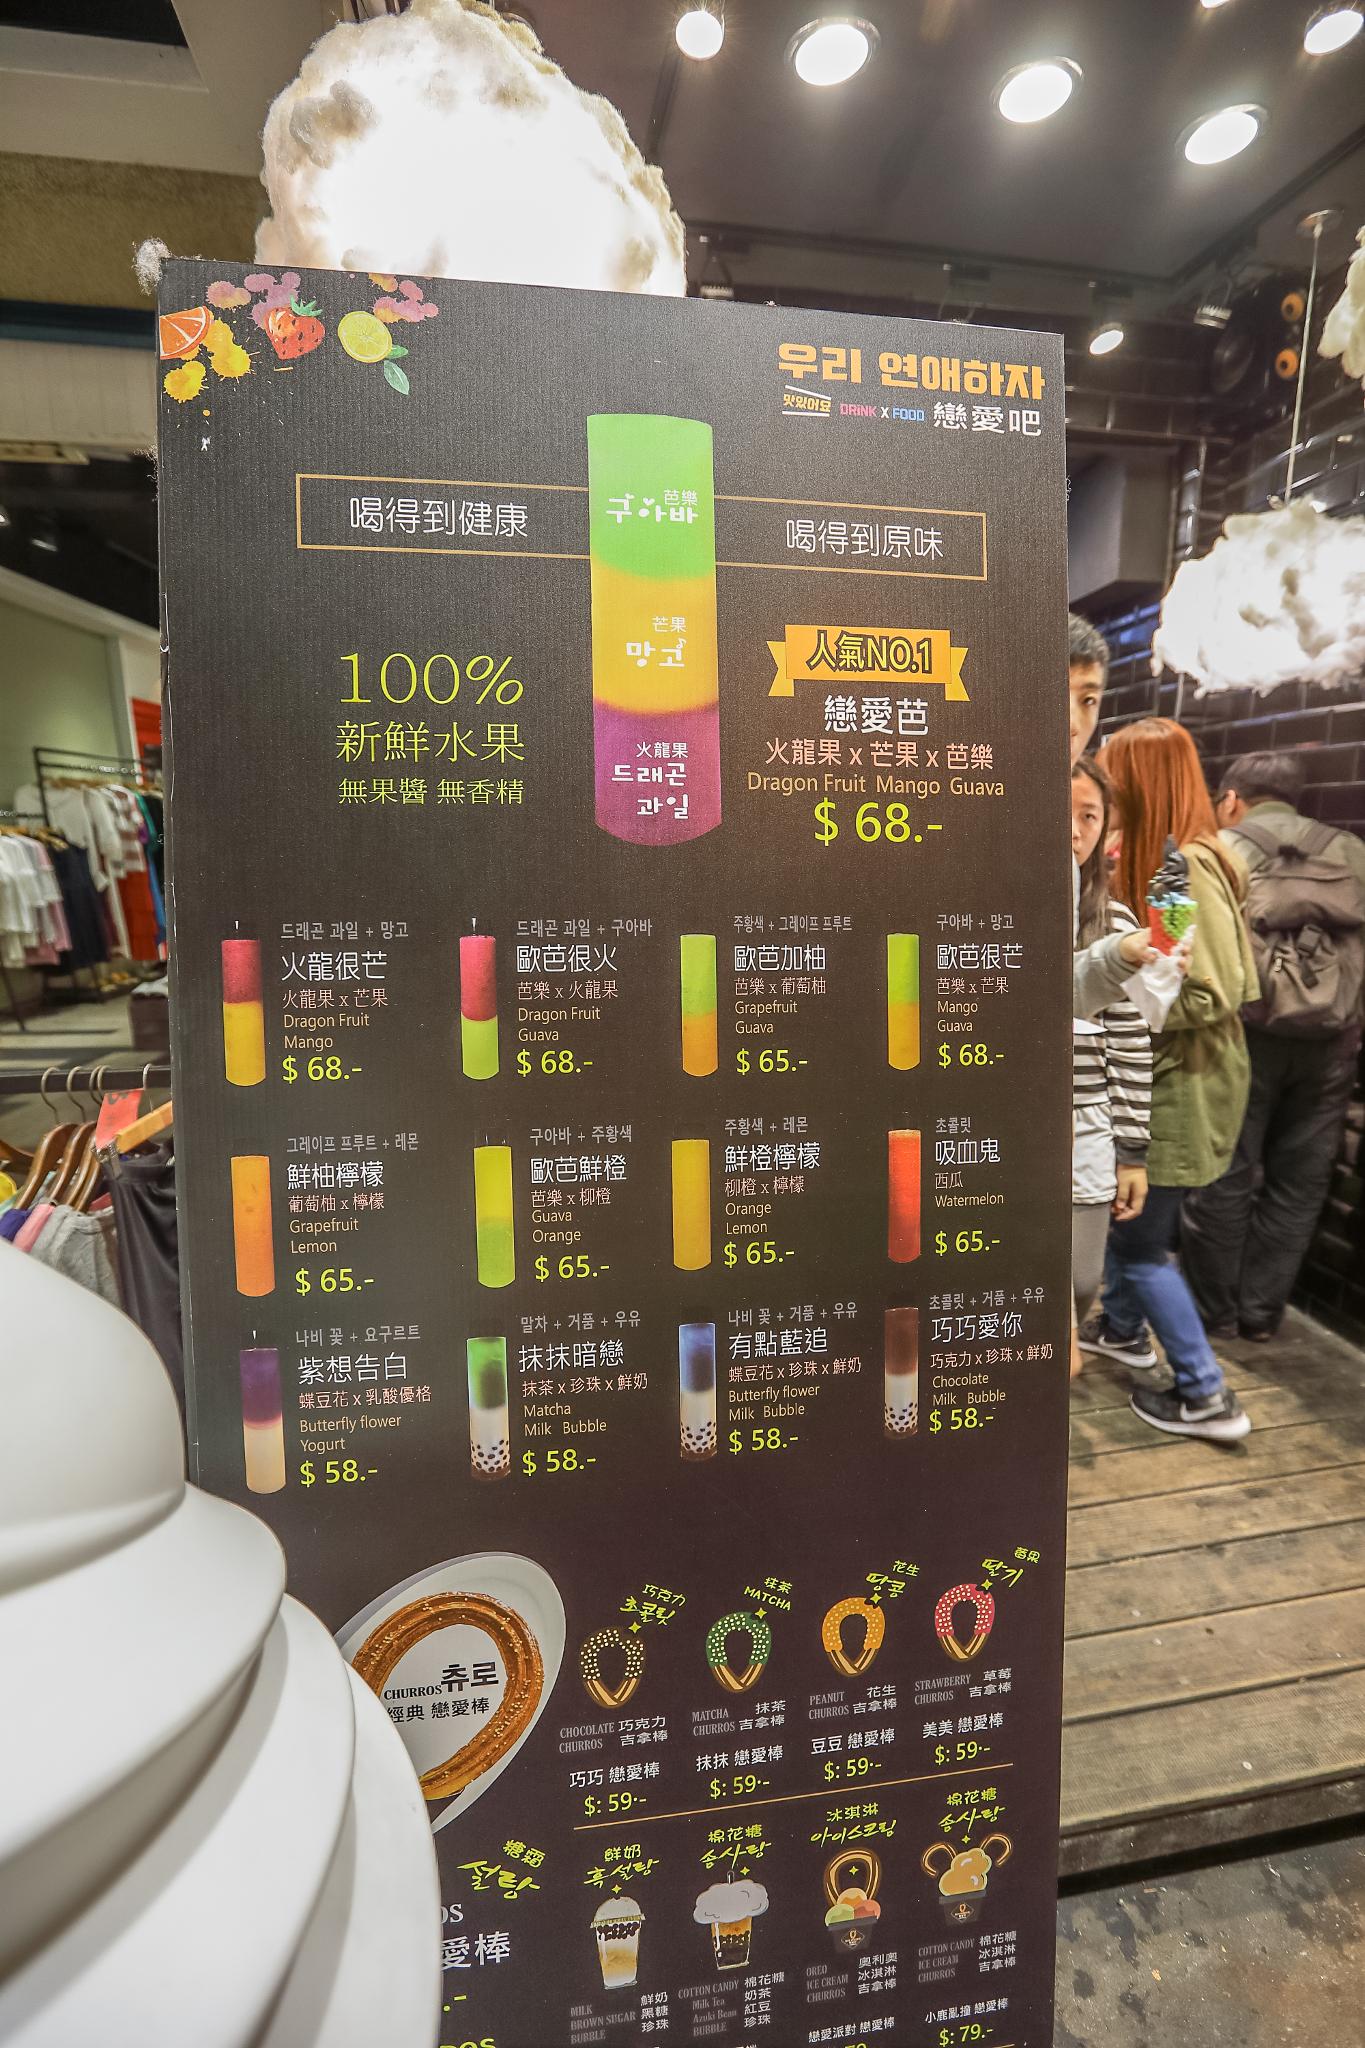 우리 연애하자
맛있어요 DRINK X FOOD 戀愛吧
喝得到健康
芭樂
구아바
喝得到原味
芒果
망고
火龍果
드래곤
과일
100%
新鮮水果
無果醬 無香精
人氣NO.1
戀愛芭
火龍果 x 芒果 x 芭樂
Dragon Fruit Mango Guava
$ 68.-
드래곤 과일 + 망고
火龍很芒
火龍果 x 芒果
Dragon Fruit
Mango
$ 68.-
드래곤 과일 + 구아바
歐芭很火
芭樂 x 火龍果
Dragon Fruit
Guava
$ 68.-
주황색 + 그레이프 프루트
歐芭加柚
芭樂 x 葡萄柚
Grapefruit
Guava
$ 65.-
구아바 + 망고
歐芭很芒
芭樂 x 芒果
Mango
Guava
$ 68.-
그레이프 프루트 + 레몬
鮮柚檸檬
葡萄柚 x 檸檬
Grapefruit
Lemon
$ 65.-
구아바 + 주황색
歐芭鮮橙
芭樂 x 柳橙
Guava
Orange
$ 65.-
주황색 + 레몬
鮮橙檸檬
柳橙 x 檸檬
Orange
Lemon
$ 65.-
초콜릿
吸血鬼
西瓜
Watermelon
$ 65.-
나비 꽃 + 요구르트
紫想告白
蝶豆花 x 乳酸優格
Butterfly flower
Yogurt
$ 58.-
말차 + 거품 + 우유
抹抹暗戀
抹茶 x 珍珠 x 鮮奶
Matcha
Milk Bubble
$ 58.-
나비 꽃 + 거품 + 우유
有點藍追
蝶豆花 x 珍珠 x 鮮奶
Butterfly flower
Milk Bubble
$ 58.-
초콜릿 + 거품 + 우유
巧巧愛你
巧克力 x 珍珠 x 鮮奶
Chocolate
Milk Bubble
$ 58.-
CHURROS츄로
經典 戀愛棒
巧克力
초콜릿
CHOCOLATE 巧克力
CHURROS 吉拿棒
巧巧 戀愛棒
$: 59.-
抹茶
MATCHA
MATCHA 抹茶
CHURROS 吉拿棒
抹抹 戀愛棒
$: 59.-
花生
땅콩
PEANUT 花生
CHURROS 吉拿棒
豆豆 戀愛棒
$: 59.-
딸기
STRAWBERRY 草莓
CHURROS 吉拿棒
美美 戀愛棒
$: 59.-
糖霜
설탕
OS
愛棒
.-
ROS
鮮奶
흑설탕
MILK 鮮奶
BROWN SUGAR 黑糖
BUBBLE 珍珠
棉花糖
솜사탕
COTTON CANDY 棉花糖
Milk Tea 奶茶
Azuki Bean 紅豆
BUBBLE 珍珠
冰淇淋
아이스크림
OREO 奧利奧
ICE CREAM 冰淇淋
CHURROS 吉拿棒
戀愛派對 戀愛棒
棉花糖
솜사탕
COTTON CANDY 棉花糖
ICE CREAM 冰淇淋
CHURROS 吉拿棒
小鹿亂撞 戀愛棒
$: 79.-